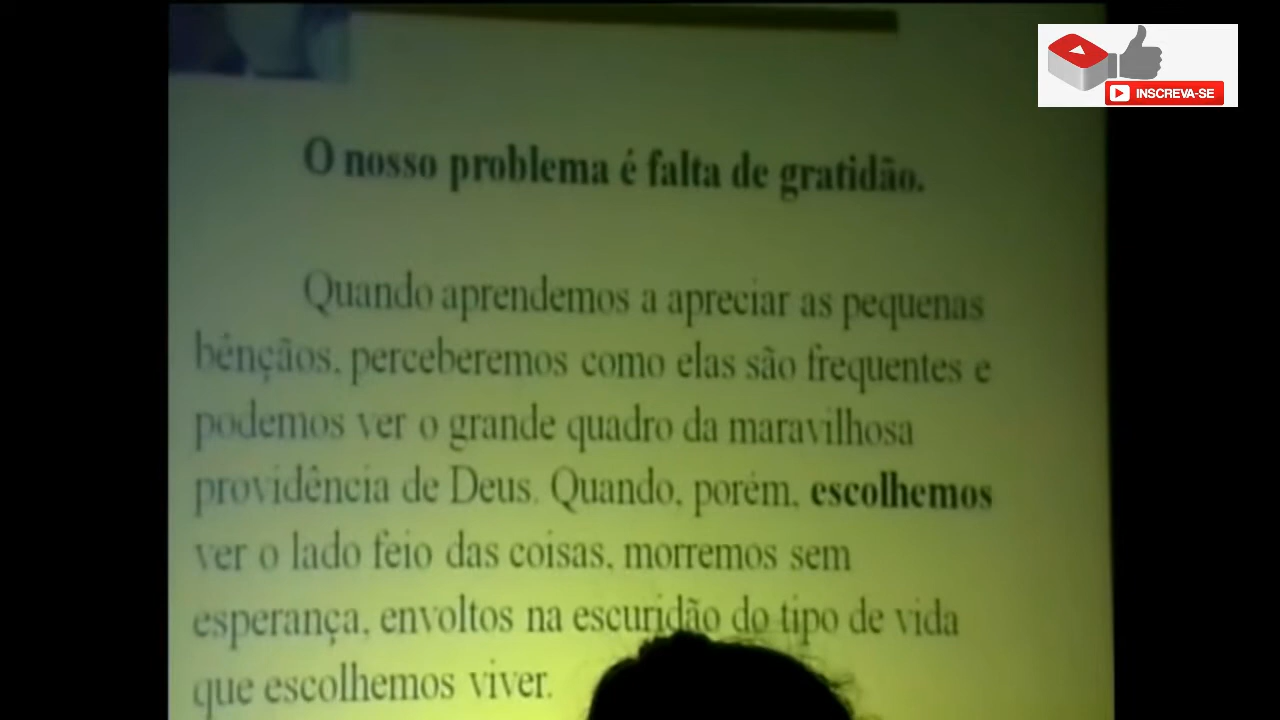 INSCREVA-SE
O nosso problema é falta de gratidão.
Quando aprendemos a apreciar as pequenas
bênçãos, perceberemos como elas são frequentes e
podemos ver o grande quadro da maravilhosa
providência de Deus. Quando, porém, escolhemos
ver o lado feio das coisas, morremos sem
esperança, envoltos na escuridão do tipo de vida
que escolhemos viver.